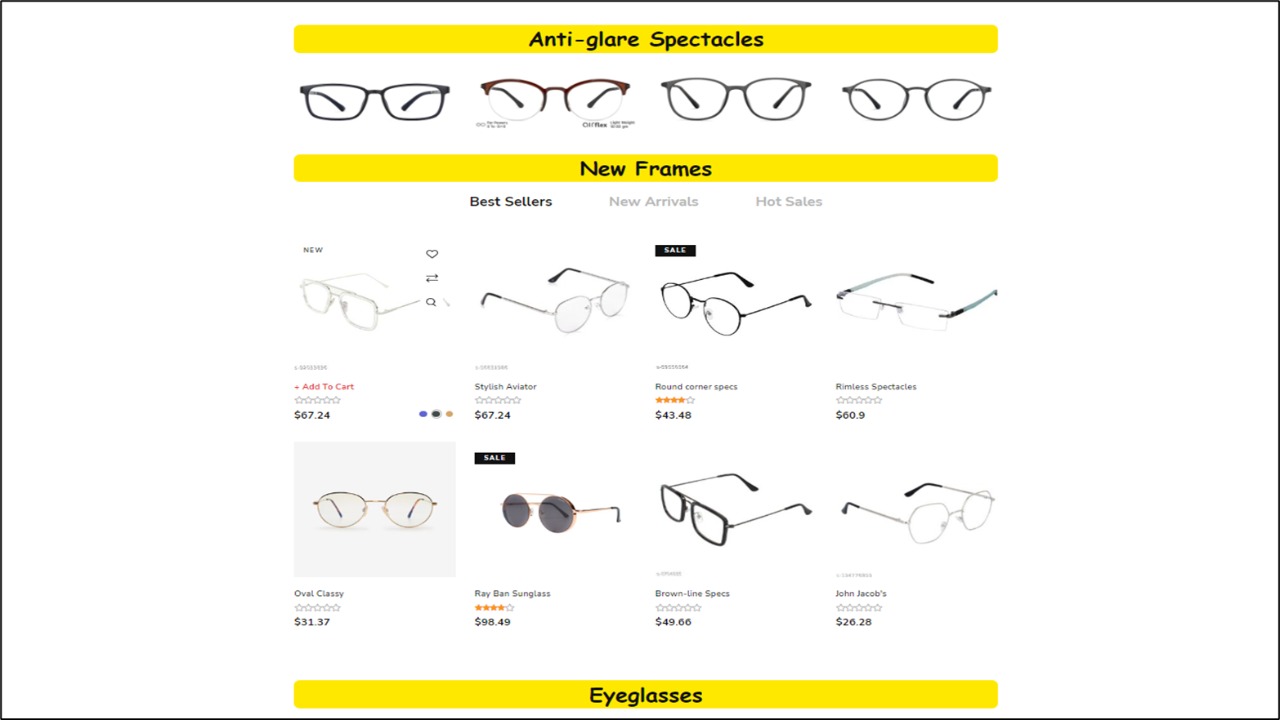 Anti-glare Spectacles
New Frames
Best Sellers New Arrivals Hot Sales
NEW
SALE
+ Add To Cart
$67.24
Stylish Aviator
$67.24
Round corner specs
$43.48
Rimless Spectacles
$60.9
SALE
Oval Classy
$31.37
Ray Ban Sunglass
$98.49
Brown-line Specs
$49.66
John Jacob's
$26.28
Eyeglasses